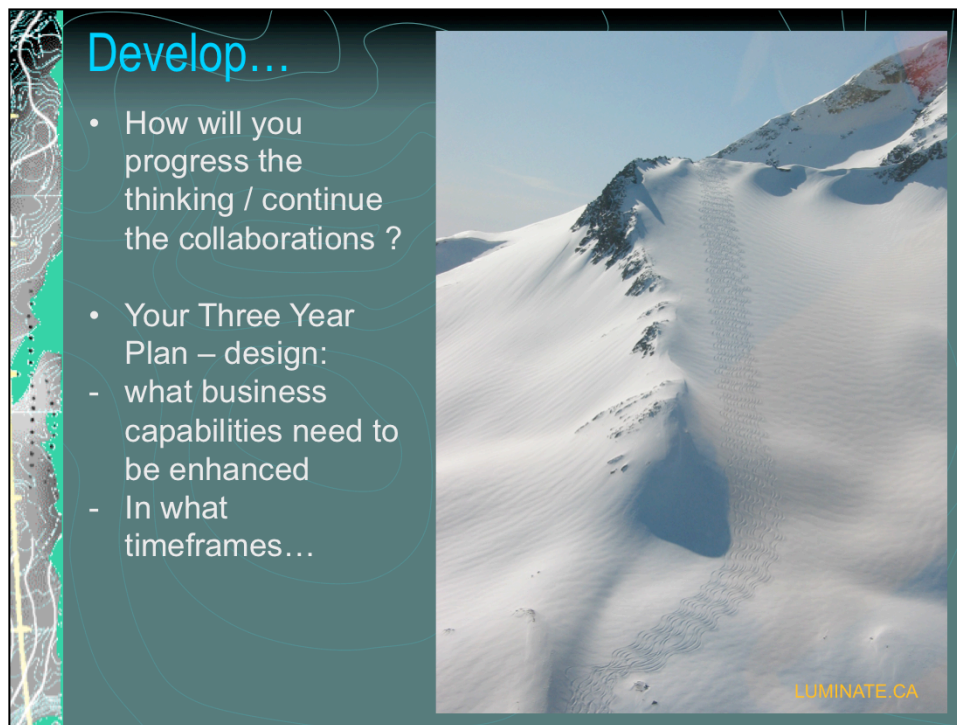 Develop…
• How will you
progress the
thinking / continue
the collaborations ?
• Your Three Year
Plan – design:
- what business
capabilities need to
be enhanced
- In what
timeframes…
LUMINATE.CA